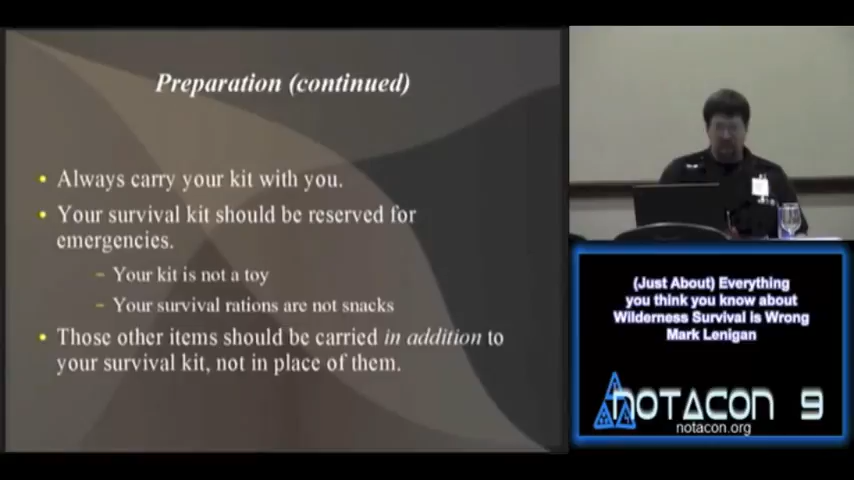 Preparation (continued)
• Always carry your kit with you.
• Your survival kit should be reserved for
emergencies.
– Your kit is not a toy
– Your survival rations are not snacks
• Those other items should be carried in addition to
your survival kit, not in place of them.
(Just About) Everything
you think you know about
Wilderness Survival is Wrong
Mark Lenigan
NOTACON 9
notacon.org